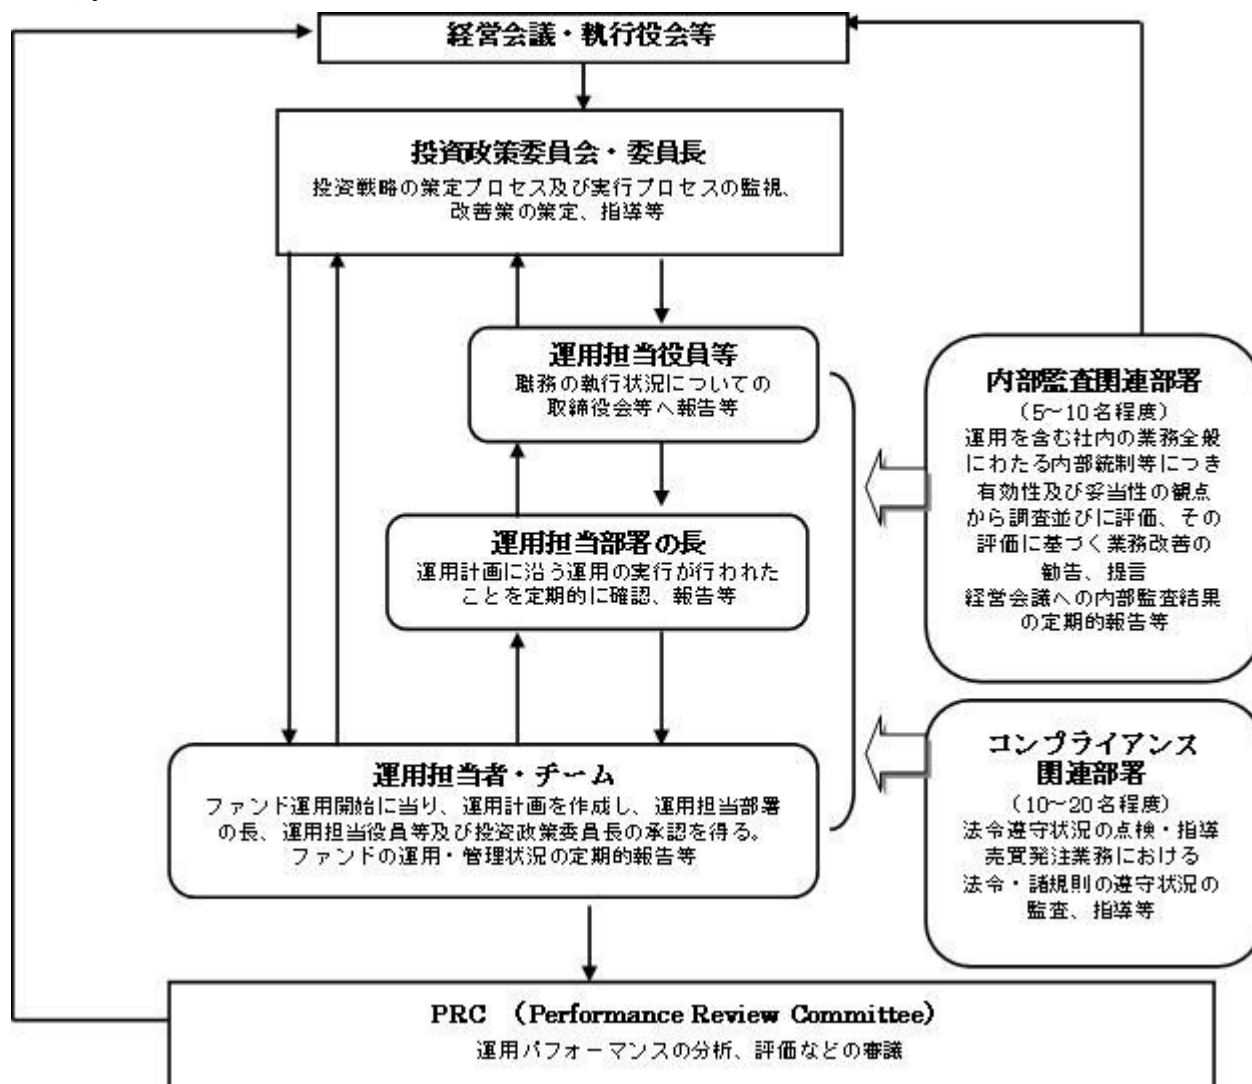 経営会議・執行役会等
投資政策委員会・委員長
投資戦略の策定プロセス及び実行プロセスの監視、
改善策の策定、指導等
運用担当役員等
職務の執行状況についての
取締役会等へ報告等
運用担当部署の長
運用計画に沿う運用の実行が行われた
ことを定期的に確認、報告等
運用担当者・チーム
ファンド運用開始に当り、運用計画を作成し、運用担当部署
の長、運用担当役員等及び投資政策委員長の承認を得る。
ファンドの運用・管理状況の定期的報告等
内部監査関連部署
（5～10名程度）
運用を含む社内の業務全般
にわたる内部統制等につき
有効性及び妥当性の観点
から調査並びに評価、その
評価に基づく業務改善の
勧告、提言
経営会議への内部監査結果
の定期的報告等
コンプライアンス
関連部署
（10～20名程度）
法令遵守状況の点検・指導
売買発注業務における
法令・諸規則の遵守状況の
監査、指導等
PRC （Performance Review Committee）
運用パフォーマンスの分析、評価などの審議